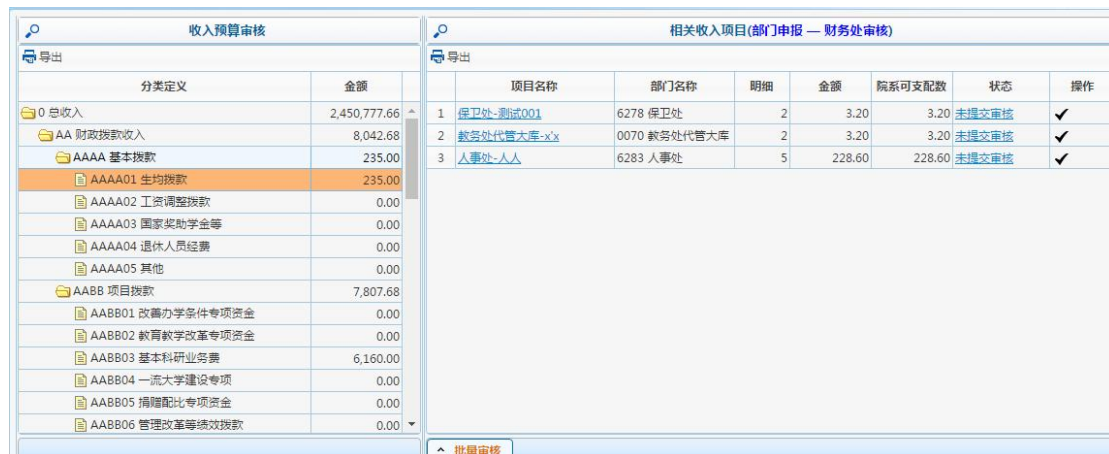 收入预算审核
导出
分类定义 金额
0 总收入 2,450,777.66
AA 财政拨款收入 8,042.68
AAAA 基本拨款 235.00
AAAA01 生均拨款 235.00
AAAA02 工资调整拨款 0.00
AAAA03 国家奖助学金等 0.00
AAAA04 退休人员经费 0.00
AAAA05 其他 0.00
AABB 项目拨款 7,807.68
AABB01 改善办学条件专项资金 0.00
AABB02 教育教学改革专项资金 0.00
AABB03 基本科研业务费 6,160.00
AABB04 一流大学建设专项 0.00
AABB05 捐赠配比专项资金 0.00
AABB06 管理改革等绩效拨款 0.00
相关收入项目(部门申报 — 财务处审核)
导出
项目名称 部门名称 明细 金额 院系可支配数 状态 操作
1 保卫处-测试001 6278 保卫处 2 3.20 3.20 未提交审核 ✔
2 教务处代管大库-x'x 0070 教务处代管大库 2 3.20 3.20 未提交审核 ✔
3 人事处-人人 6283 人事处 5 228.60 228.60 未提交审核 ✔
批量审核